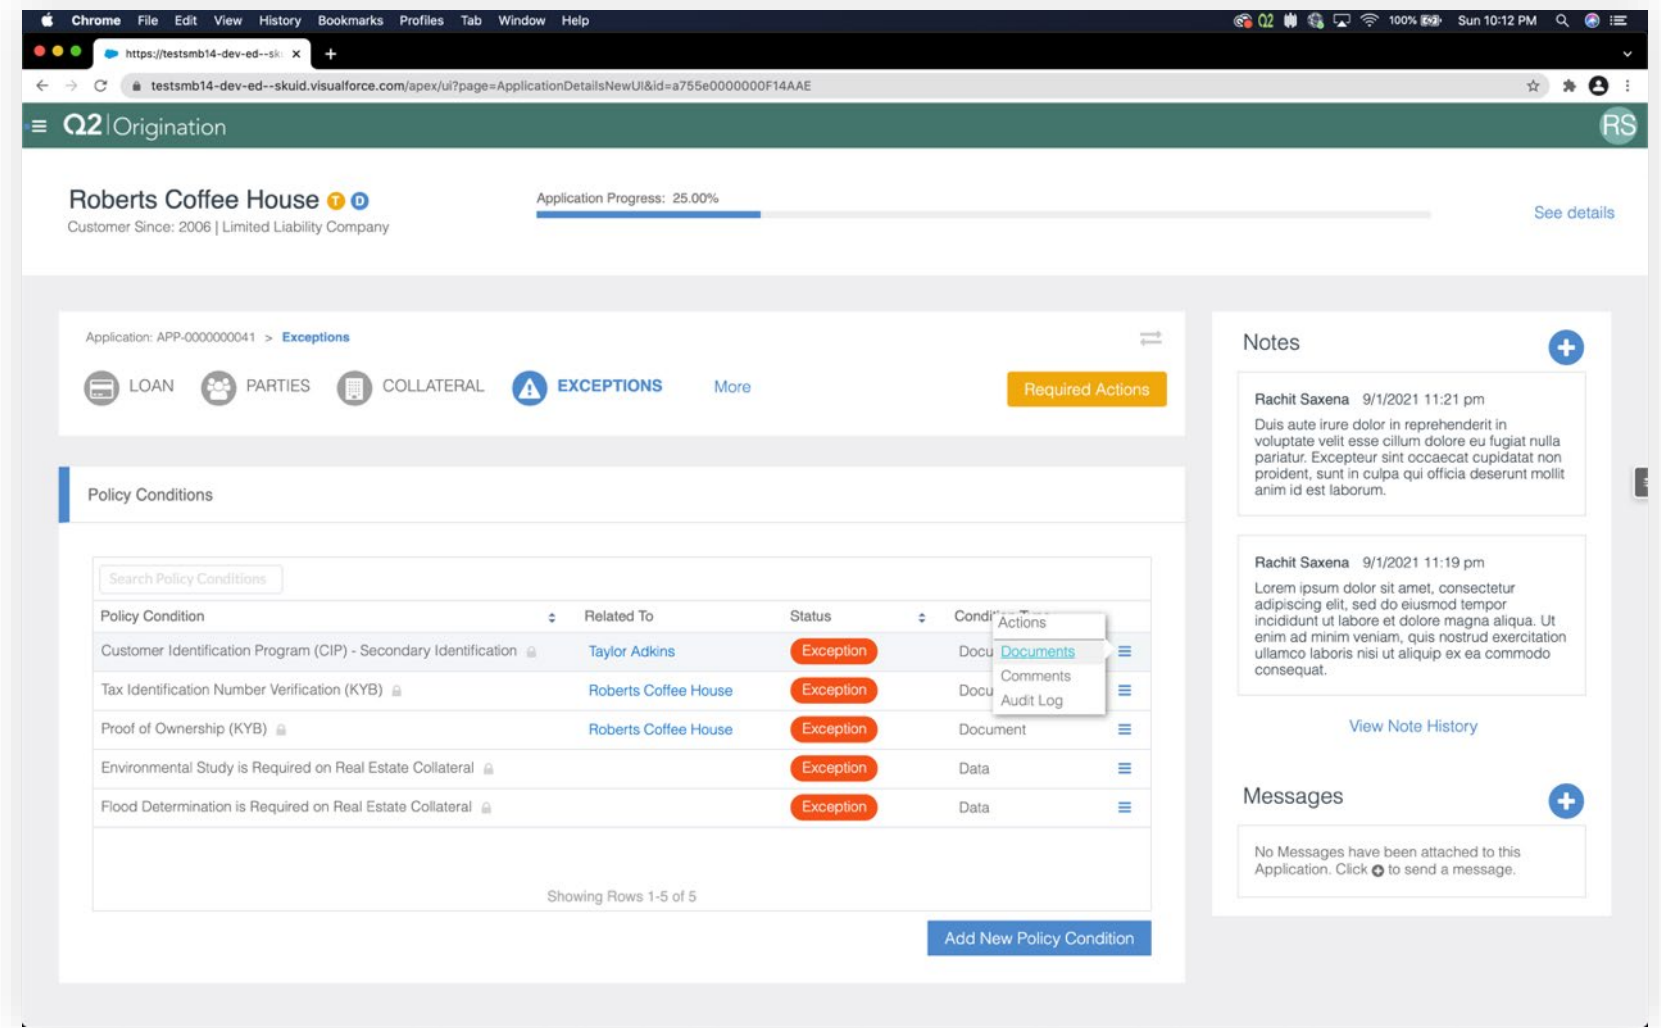 Chrome File Edit View History Bookmarks Profiles Tab Window Help
Q2 100% Sun 10:12 PM
https://testsmb14-dev-ed--sk
testsmb14-dev-ed--skuid.visualforce.com/apex/ui?page=ApplicationDetailsNewUI&id=a755e0000000F14AAE
Q2 Origination
RS
Roberts Coffee House T D
Customer Since: 2006 | Limited Liability Company
Application Progress: 25.00%
See details
Application: APP-0000000041 > Exceptions
LOAN PARTIES COLLATERAL EXCEPTIONS More
Required Actions
Policy Conditions
Search Policy Conditions
Policy Condition Related To Status Condition Type
Customer Identification Program (CIP) - Secondary Identification Taylor Adkins Exception Docu
Tax Identification Number Verification (KYB) Roberts Coffee House Exception Docu
Proof of Ownership (KYB) Roberts Coffee House Exception Document
Environmental Study is Required on Real Estate Collateral Exception Data
Flood Determination is Required on Real Estate Collateral Exception Data
Actions
Documents
Comments
Audit Log
Showing Rows 1-5 of 5
Add New Policy Condition
Notes
Rachit Saxena 9/1/2021 11:21 pm
Duis aute irure dolor in reprehenderit in
voluptate velit esse cillum dolore eu fugiat nulla
pariatur. Excepteur sint occaecat cupidatat non
proident, sunt in culpa qui officia deserunt mollit
anim id est laborum.
Rachit Saxena 9/1/2021 11:19 pm
Lorem ipsum dolor sit amet, consectetur
adipiscing elit, sed do eiusmod tempor
incididunt ut labore et dolore magna aliqua. Ut
enim ad minim veniam, quis nostrud exercitation
ullamco laboris nisi ut aliquip ex ea commodo
consequat.
View Note History
Messages
No Messages have been attached to this
Application. Click to send a message.